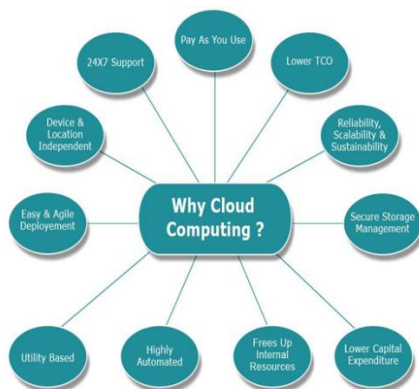 Pay As You Use
24X7 Support
Lower TCO
Device &
Location
Independent
Reliability,
Scalability &
Sustainability
Why Cloud
Computing ?
Easy & Agile
Deployement
Secure Storage
Management
Utility Based
Highly
Automated
Frees Up
Internal
Resources
Lower Capital
Expenditure